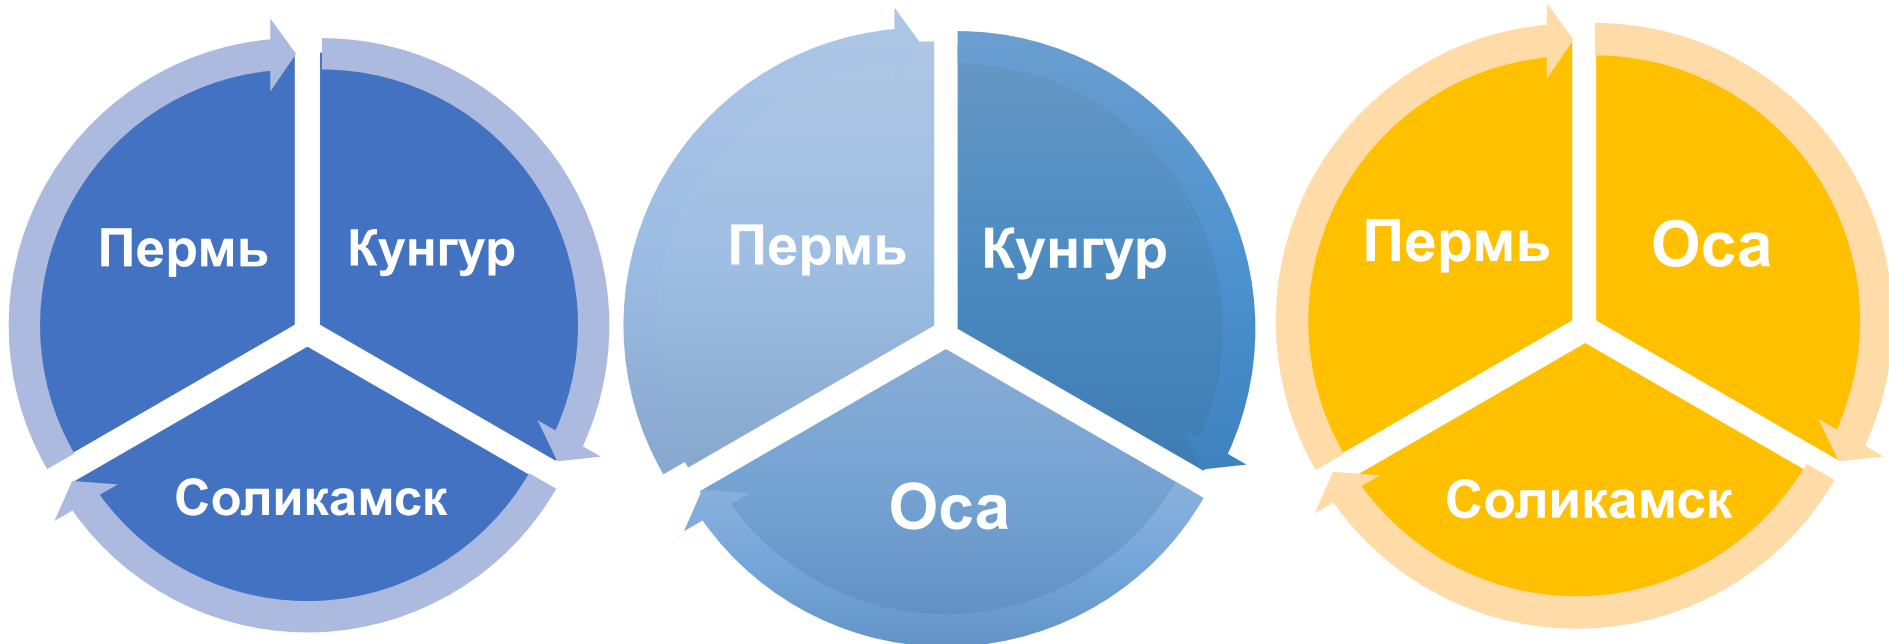 Пермь
Кунгур
Соликамск
Пермь
Кунгур
Оса
Пермь
Оса
Соликамск